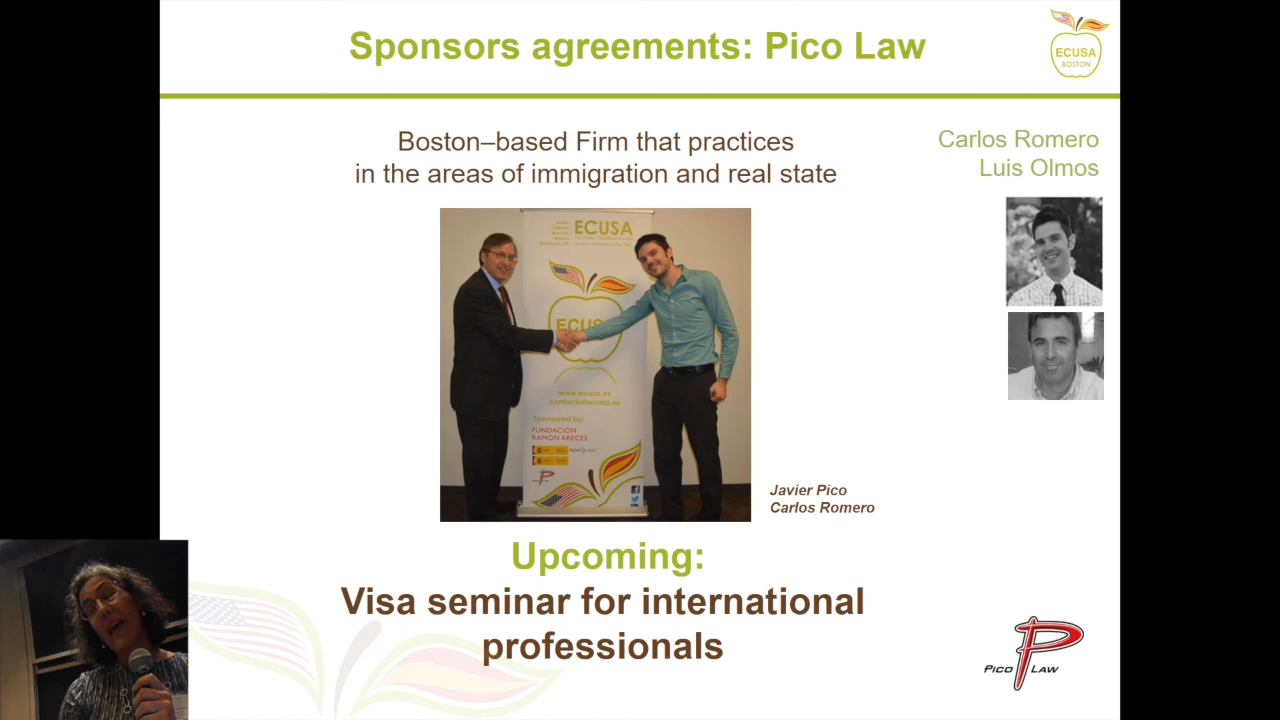 Sponsors agreements: Pico Law
ECUSA
BOSTON
Boston–based Firm that practices
in the areas of immigration and real state
Carlos Romero
Luis Olmos
ECUSA
ECUSA
www.ecusa.es
contacto@ecusa.es
Sponsored by:
FUNDACIÓN
RAMÓN ARECES
Javier Pico
Carlos Romero
Upcoming:
Visa seminar for international
professionals
PICO LAW